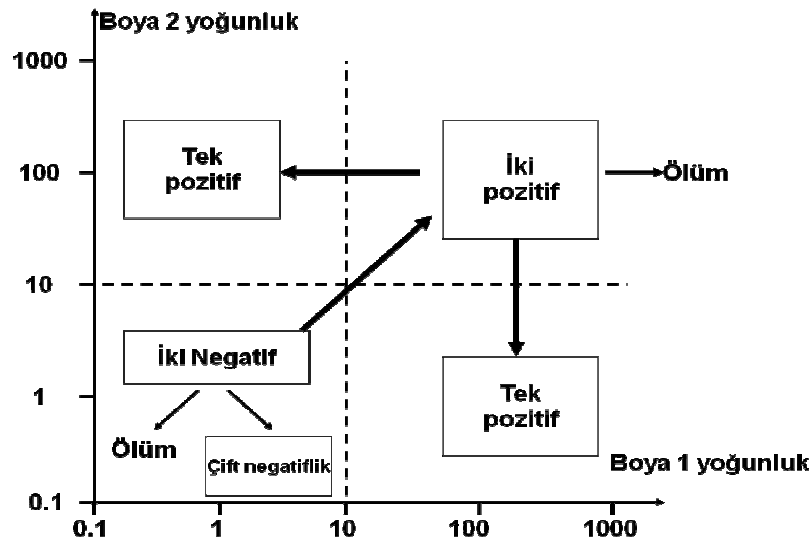 Boya 2 yoğunluk
1000
100
10
1
0.1
Tek
pozitif
İki
pozitif
Ölüm
İki Negatif
Ölüm
Çift negatiflik
Tek
pozitif
Boya 1 yoğunluk
0.1
1
10
100
1000